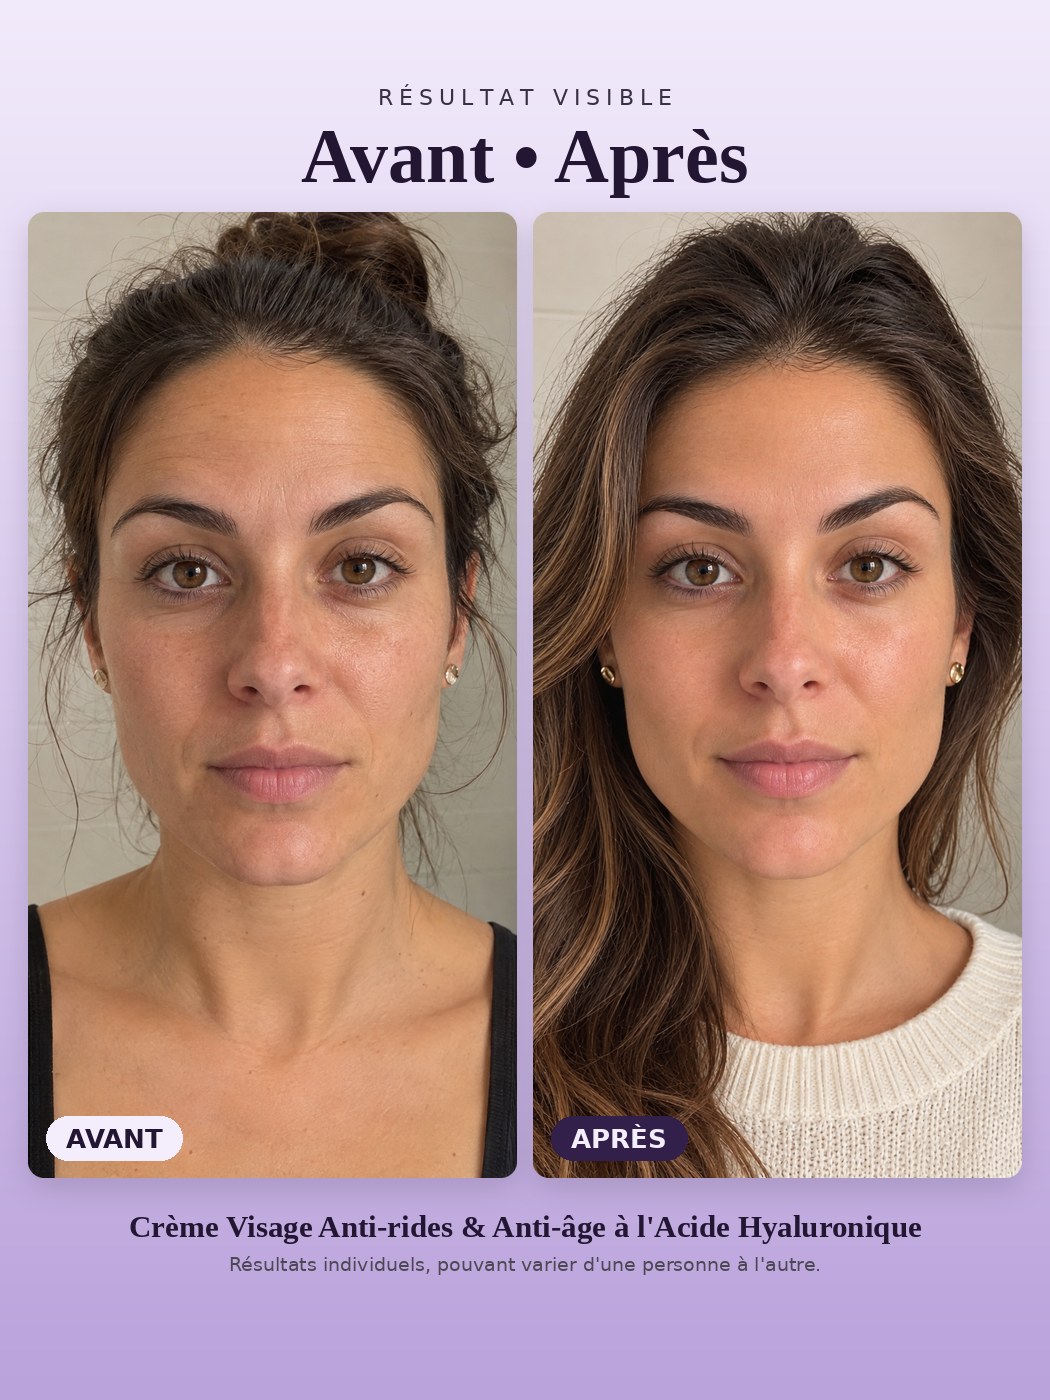 RÉSULTAT VISIBLE
Avant • Après
AVANT
APRÈS
Crème Visage Anti-rides & Anti-âge à l'Acide Hyaluronique
Résultats individuels, pouvant varier d'une personne à l'autre.